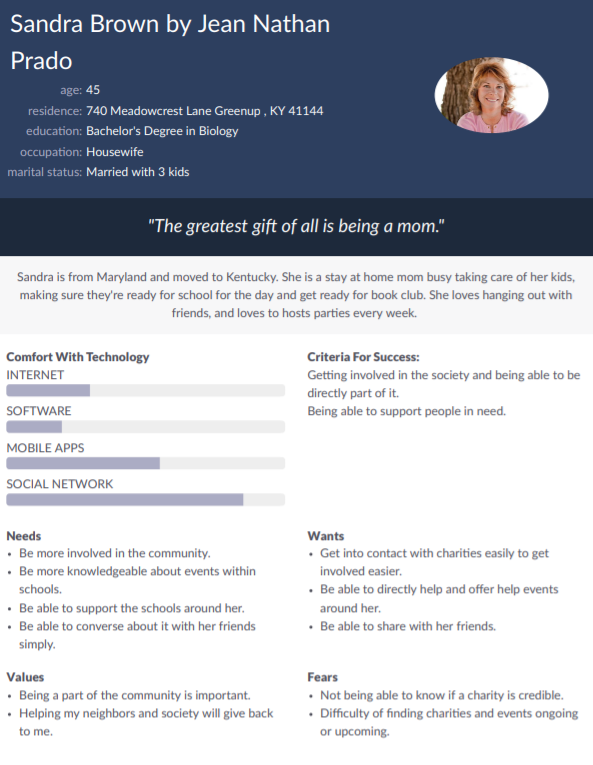 Sandra Brown by Jean Nathan
Prado
age: 45
residence: 740 Meadowcrest Lane Greenup , KY 41144
education: Bachelor's Degree in Biology
occupation: Housewife
marital status: Married with 3 kids
"The greatest gift of all is being a mom."
Sandra is from Maryland and moved to Kentucky. She is a stay at home mom busy taking care of her kids,
making sure they're ready for school for the day and get ready for book club. She loves hanging out with
friends, and loves to hosts parties every week.
Comfort With Technology
INTERNET
SOFTWARE
MOBILE APPS
SOCIAL NETWORK
Criteria For Success:
Getting involved in the society and being able to be
directly part of it.
Being able to support people in need.
Needs
• Be more involved in the community.
• Be more knowledgeable about events within
schools.
• Be able to support the schools around her.
• Be able to converse about it with her friends
simply.
Wants
• Get into contact with charities easily to get
involved easier.
• Be able to directly help and offer help events
around her.
• Be able to share with her friends.
Values
• Being a part of the community is important.
• Helping my neighbors and society will give back
to me.
Fears
• Not being able to know if a charity is credible.
• Difficulty of finding charities and events ongoing
or upcoming.